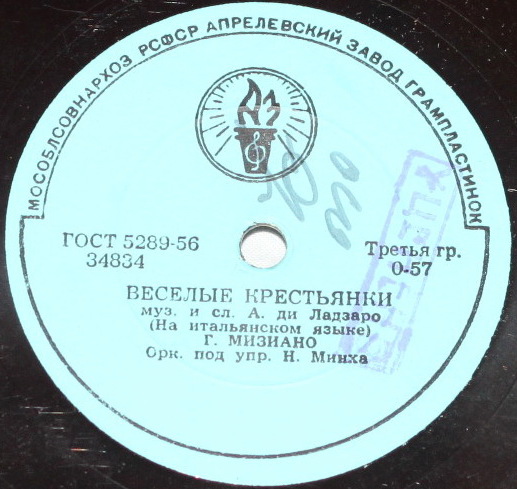 МОСОБЛСОВНАРХОЗ РСФСР АПРЕЛЕВСКИЙ ЗАВОД ГРАМПЛАСТИНОК
ГОСТ 5289-56
34834
Третья гр.
0-57
ВЕСЕЛЫЕ КРЕСТЬЯНКИ
муз. и сл. А. ди Ладзаро
(На итальянском языке)
Г. МИЗИАНО
Орк. под упр. Н. Минха